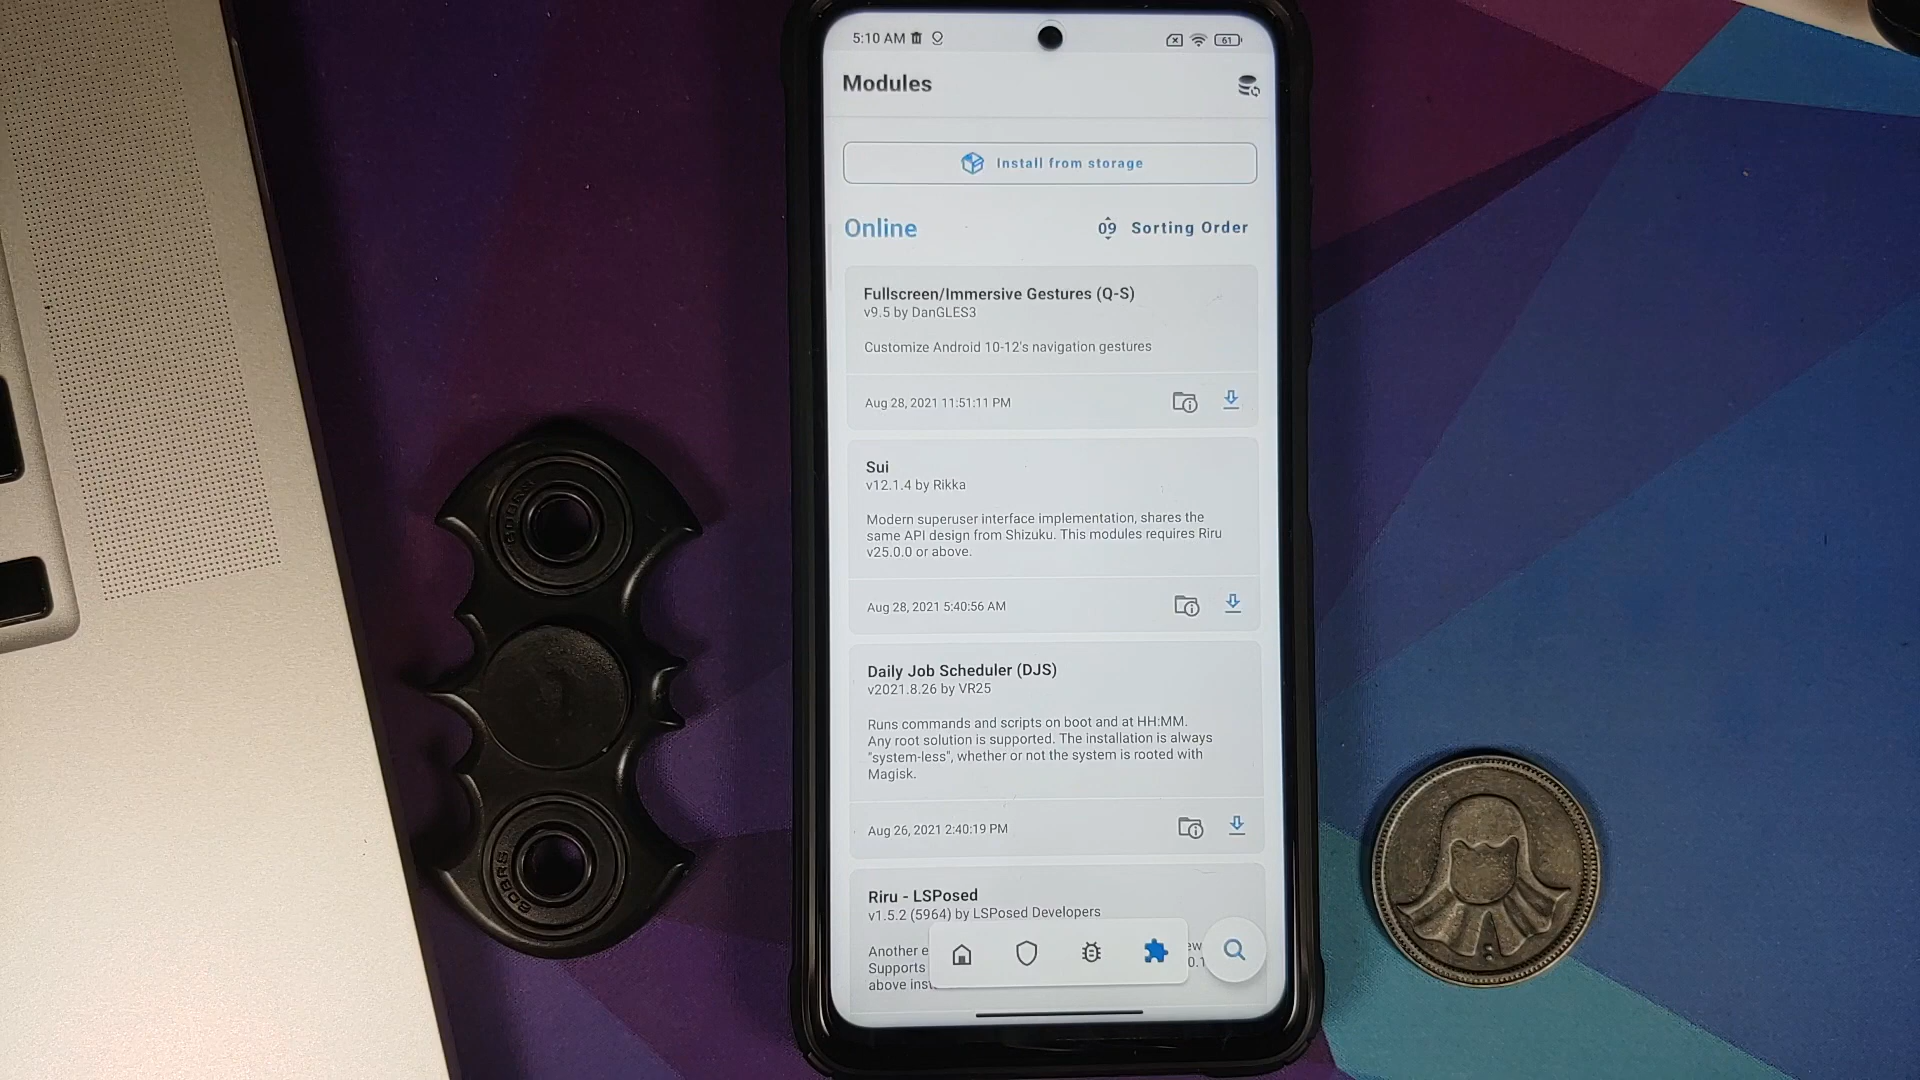 5:10 AM
61
Modules
Install from storage
Online
09 Sorting Order
Fullscreen/Immersive Gestures (Q-S)
v9.5 by DanGLES3
Customize Android 10-12's navigation gestures
Aug 28, 2021 11:51:11 PM
Sui
v12.1.4 by Rikka
Modern superuser interface implementation, shares the
same API design from Shizuku. This modules requires Riru
v25.0.0 or above.
Aug 28, 2021 5:40:56 AM
Daily Job Scheduler (DJS)
v2021.8.26 by VR25
Runs commands and scripts on boot and at HH:MM.
Any root solution is supported. The installation is always
"system-less", whether or not the system is rooted with
Magisk.
Aug 26, 2021 2:40:19 PM
Riru - LSPosed
v1.5.2 (5964) by LSPosed Developers
Another
Supports
above